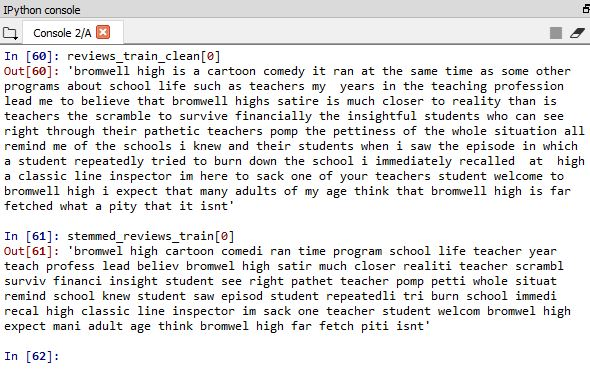 IPython console
Console 2/A
In [60]: reviews_train_clean[0]
Out[60]: 'bromwell high is a cartoon comedy it ran at the same time as some other
programs about school life such as teachers my  years in the teaching profession
lead me to believe that bromwell highs satire is much closer to reality than is
teachers the scramble to survive financially the insightful students who can see
right through their pathetic teachers pomp the pettiness of the whole situation all
remind me of the schools i knew and their students when i saw the episode in which
a student repeatedly tried to burn down the school i immediately recalled  at  high
a classic line inspector im here to sack one of your teachers student welcome to
bromwell high i expect that many adults of my age think that bromwell high is far
fetched what a pity that it isnt'
In [61]: stemmed_reviews_train[0]
Out[61]: 'bromwel high cartoon comedi ran time program school life teacher year
teach profess lead believ bromwel high satir much closer realiti teacher scrambl
surviv financi insight student see right pathet teacher pomp petti whole situat
remind school knew student saw episod student repeatedli tri burn school immedi
recal high classic line inspector im sack one teacher student welcom bromwel high
expect mani adult age think bromwel high far fetch piti isnt'
In [62]: